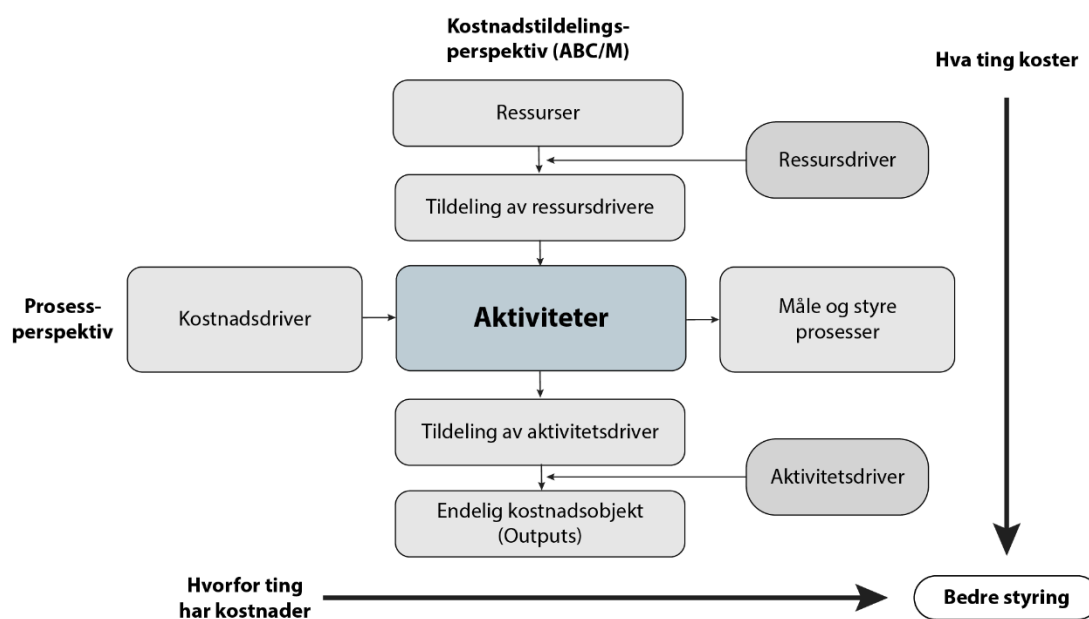 Kostnadstildelings-
perspektiv (ABC/M)
Hva ting koster
Ressurser
Ressursdriver
Tildeling av ressursdrivere
Prosess-
perspektiv
Kostnadsdriver
Aktiviteter
Måle og styre
prosesser
Tildeling av aktivitetsdriver
Aktivitetsdriver
Endelig kostnadsobjekt
(Outputs)
Hvorfor ting
har kostnader
Bedre styring